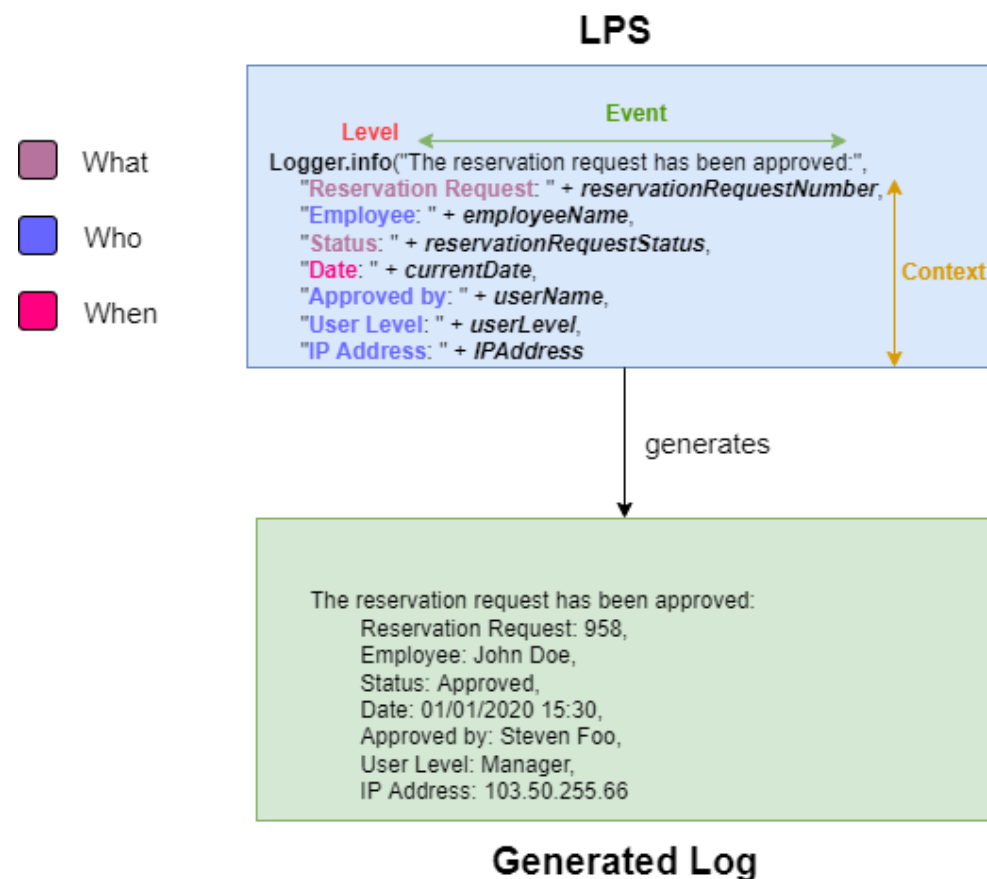 LPS
Event
Level
Logger.info("The reservation request has been approved:",
"Reservation Request: " + reservationRequestNumber,
"Employee: " + employeeName,
"Status: " + reservationRequestStatus,
"Date: " + currentDate,
"Approved by: " + userName,
"User Level: " + userLevel,
"IP Address: " + IPAddress
Context
What
Who
When
generates
The reservation request has been approved:
Reservation Request: 958,
Employee: John Doe,
Status: Approved,
Date: 01/01/2020 15:30,
Approved by: Steven Foo,
User Level: Manager,
IP Address: 103.50.255.66
Generated Log